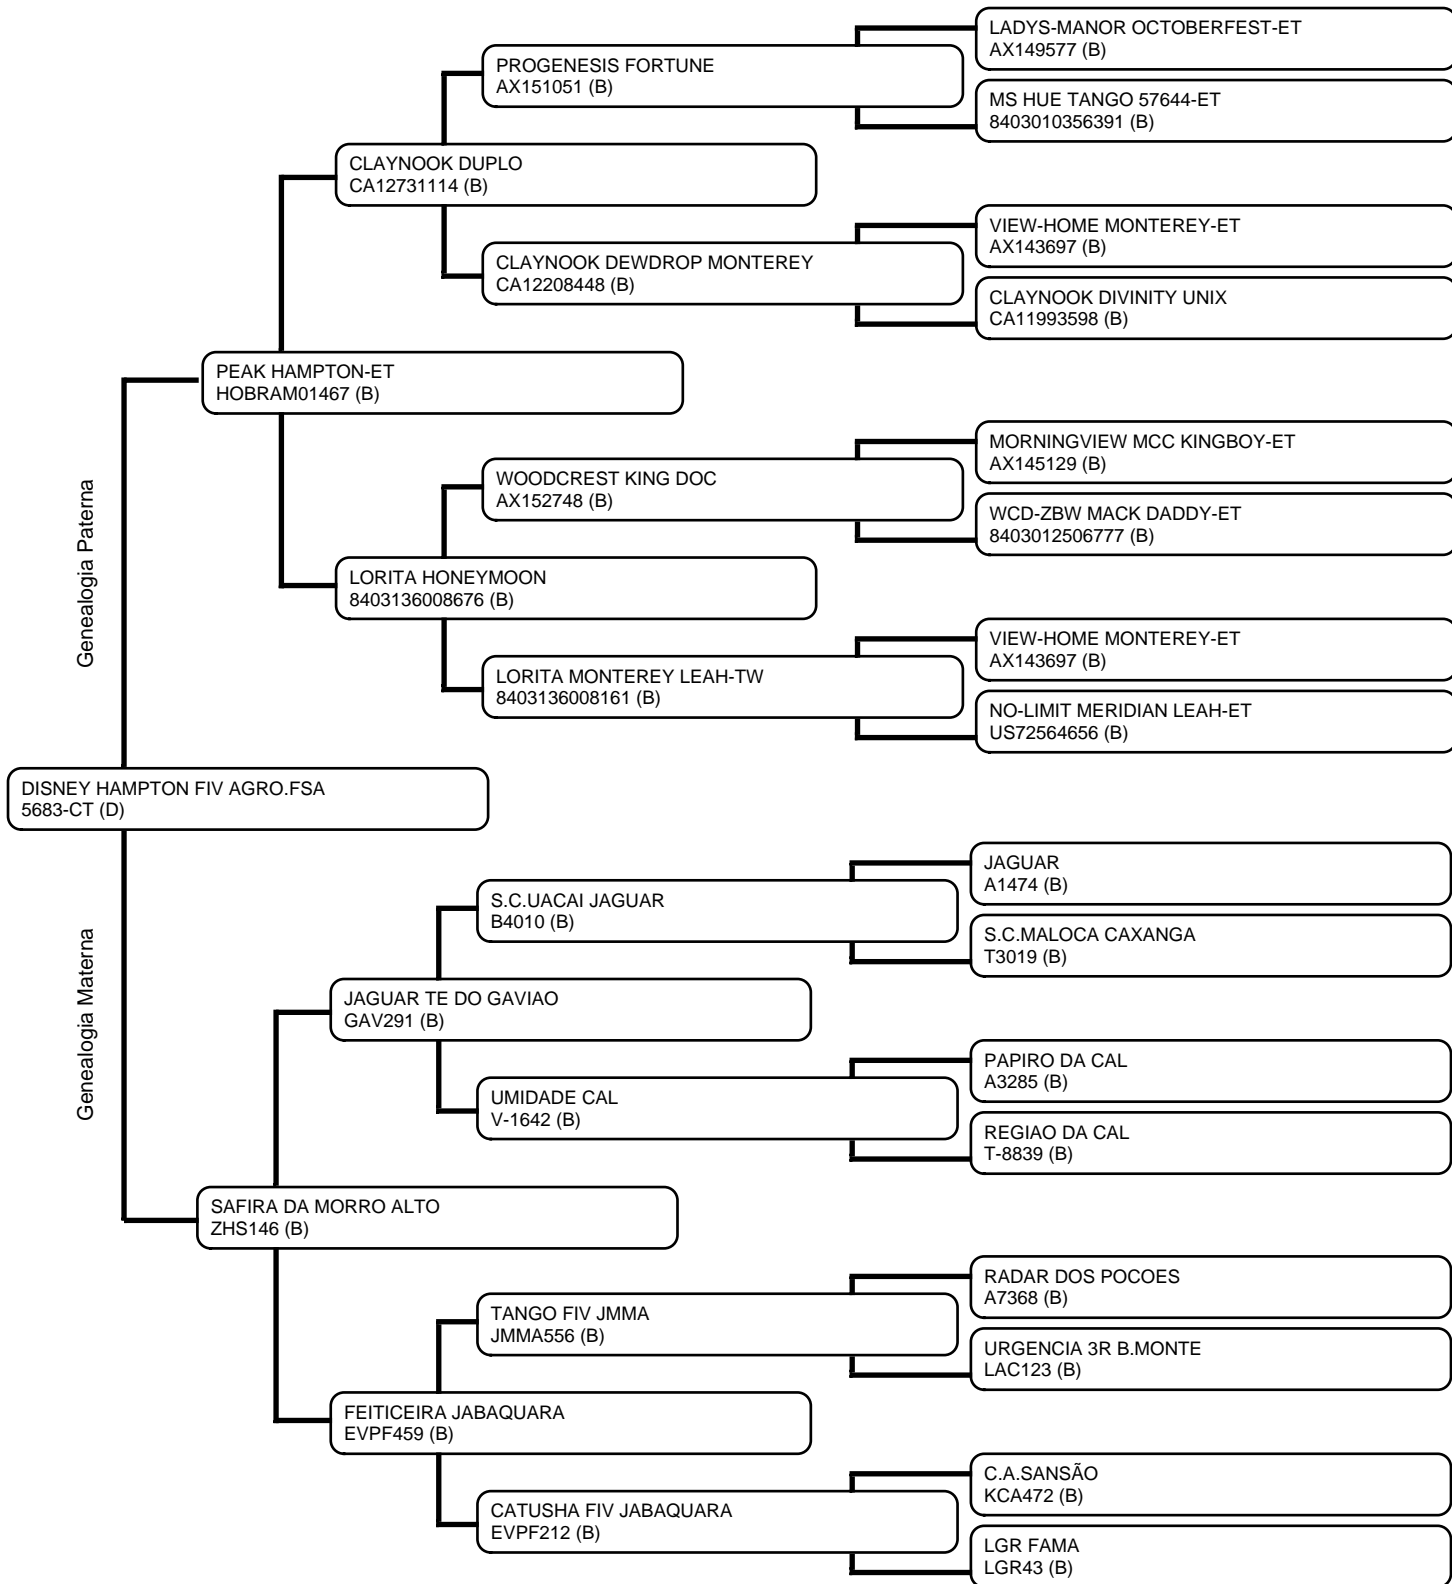 LADYS-MANOR OCTOBERFEST-ET
AX149577 (B)
PROGENESIS FORTUNE
AX151051 (B)
MS HUE TANGO 57644-ET
8403010356391 (B)
CLAYNOOK DUPLO
CA12731114 (B)
VIEW-HOME MONTEREY-ET
AX143697 (B)
CLAYNOOK DEWDROP MONTEREY
CA12208448 (B)
CLAYNOOK DIVINITY UNIX
CA11993598 (B)
PEAK HAMPTON-ET
HOBRAM01467 (B)
MORNINGVIEW MCC KINGBOY-ET
AX145129 (B)
WOODCREST KING DOC
AX152748 (B)
WCD-ZBW MACK DADDY-ET
8403012506777 (B)
Genealogia Paterna
LORITA HONEYMOON
8403136008676 (B)
VIEW-HOME MONTEREY-ET
AX143697 (B)
LORITA MONTEREY LEAH-TW
8403136008161 (B)
NO-LIMIT MERIDIAN LEAH-ET
US72564656 (B)
DISNEY HAMPTON FIV AGRO.FSA
5683-CT (D)
JAGUAR
A1474 (B)
S.C.UACAI JAGUAR
B4010 (B)
S.C.MALOCA CAXANGA
T3019 (B)
Genealogia Materna
JAGUAR TE DO GAVIAO
GAV291 (B)
PAPIRO DA CAL
A3285 (B)
UMIDADE CAL
V-1642 (B)
REGIAO DA CAL
T-8839 (B)
SAFIRA DA MORRO ALTO
ZHS146 (B)
RADAR DOS POCOES
A7368 (B)
TANGO FIV JMMA
JMMA556 (B)
URGENCIA 3R B.MONTE
LAC123 (B)
FEITICEIRA JABAQUARA
EVPF459 (B)
C.A.SANSÃO
KCA472 (B)
CATUSHA FIV JABAQUARA
EVPF212 (B)
LGR FAMA
LGR43 (B)